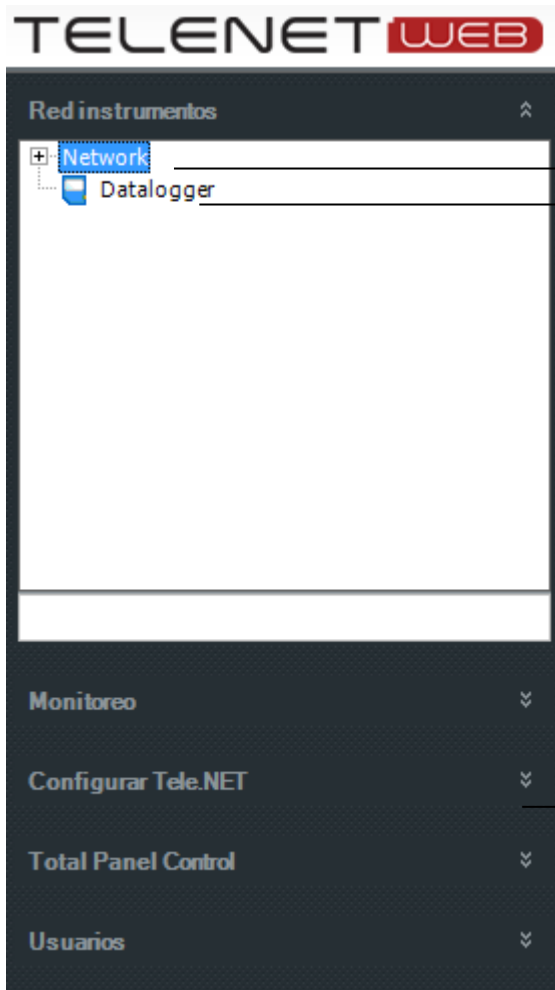 TELENET WEB
Red instrumentos
Network
Datalogger
Monitoreo
Configurar Tele.NET
Total Panel Control
Usuarios